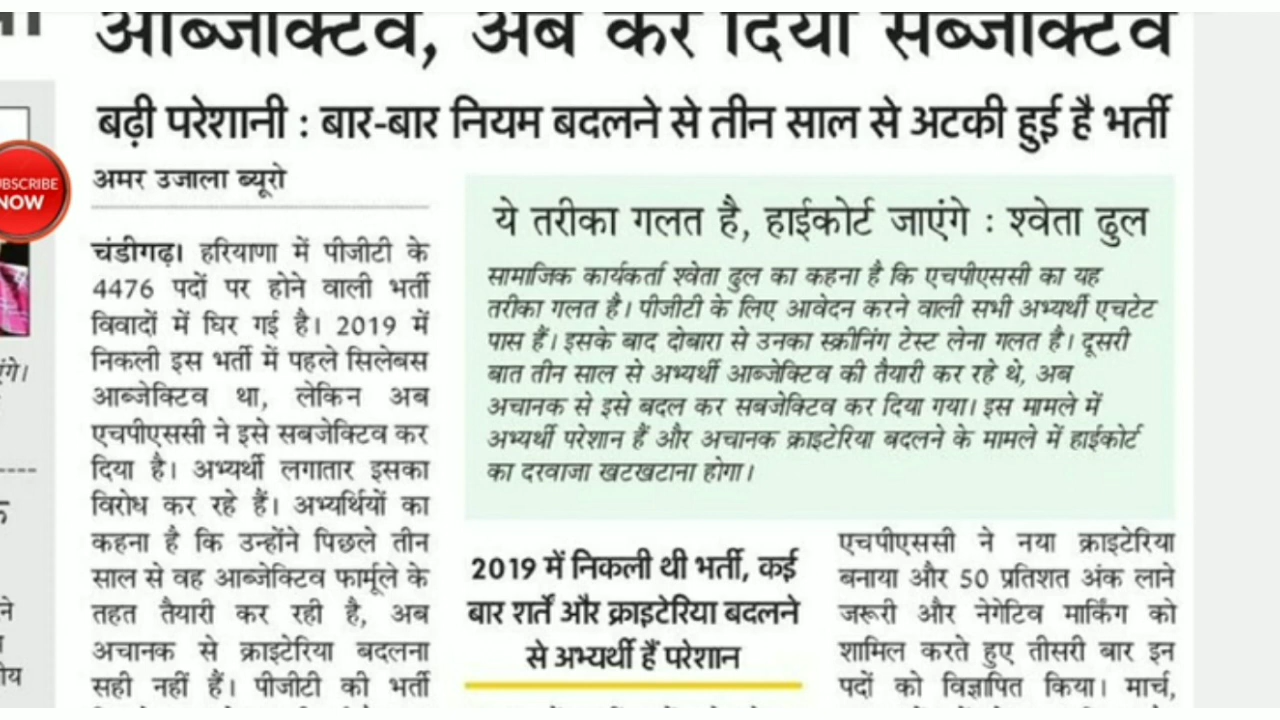 आब्जेक्टिव, अब कर दिया सब्जेक्टिव
बढ़ी परेशानी : बार-बार नियम बदलने से तीन साल से अटकी हुई है भर्ती
SUBSCRIBE
NOW
अमर उजाला ब्यूरो
चंडीगढ़। हरियाणा में पीजीटी के
4476 पदों पर होने वाली भर्ती
विवादों में घिर गई है। 2019 में
निकली इस भर्ती में पहले सिलेबस
आब्जेक्टिव था, लेकिन अब
एचपीएससी ने इसे सबजेक्टिव कर
दिया है। अभ्यर्थी लगातार इसका
विरोध कर रहे हैं। अभ्यर्थियों का
कहना है कि उन्होंने पिछले तीन
साल से वह आब्जेक्टिव फार्मूले के
तहत तैयारी कर रही है, अब
अचानक से क्राइटेरिया बदलना
सही नहीं हैं। पीजीटी की भर्ती
ये तरीका गलत है, हाईकोर्ट जाएंगे : श्वेता ढुल
सामाजिक कार्यकर्ता श्वेता ढुल का कहना है कि एचपीएससी का यह
तरीका गलत है। पीजीटी के लिए आवेदन करने वाली सभी अभ्यर्थी एचटेट
पास हैं। इसके बाद दोबारा से उनका स्क्रीनिंग टेस्ट लेना गलत है। दूसरी
बात तीन साल से अभ्यर्थी आब्जेक्टिव की तैयारी कर रहे थे, अब
अचानक से इसे बदल कर सबजेक्टिव कर दिया गया। इस मामले में
अभ्यर्थी परेशान हैं और अचानक क्राइटेरिया बदलने के मामले में हाईकोर्ट
का दरवाजा खटखटाना होगा।
2019 में निकली थी भर्ती, कई
बार शर्तें और क्राइटेरिया बदलने
से अभ्यर्थी हैं परेशान
एचपीएससी ने नया क्राइटेरिया
बनाया और 50 प्रतिशत अंक लाने
जरूरी और नेगेटिव मार्किंग को
शामिल करते हुए तीसरी बार इन
पदों को विज्ञापित किया। मार्च,